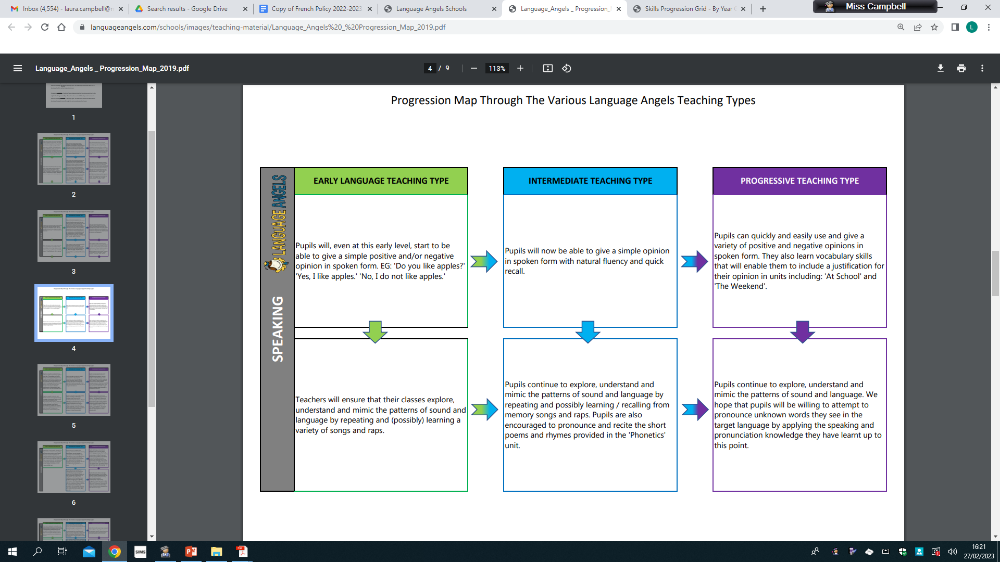 Inbox (4,554) - laura.campbell@n
Search results - Google Drive
Copy of French Policy 2022-2023
Language Angels Schools
Language_Angels _ Progression_
Skills Progression Grid - By Year
Miss Campbell
languageangels.com/schools/images/teaching-material/Language_Angels%20_%20Progression_Map_2019.pdf
L
Language_Angels _ Progression_Map_2019.pdf
4 / 9
113%
1
2
3
4
5
6
Progression Map Through The Various Language Angels Teaching Types
LANGUAGE ANGELS
SPEAKING
EARLY LANGUAGE TEACHING TYPE
INTERMEDIATE TEACHING TYPE
PROGRESSIVE TEACHING TYPE
Pupils will, even at this early level, start to be
able to give a simple positive and/or negative
opinion in spoken form. EG: 'Do you like apples?'
'Yes, I like apples.' 'No, I do not like apples.'
Pupils will now be able to give a simple opinion
in spoken form with natural fluency and quick
recall.
Pupils can quickly and easily use and give a
variety of positive and negative opinions in
spoken form. They also learn vocabulary skills
that will enable them to include a justification for
their opinion in units including: 'At School' and
'The Weekend'.
Teachers will ensure that their classes explore,
understand and mimic the patterns of sound and
language by repeating and (possibly) learning a
variety of songs and raps.
Pupils continue to explore, understand and
mimic the patterns of sound and language by
repeating and possibly learning / recalling from
memory songs and raps. Pupils are also
encouraged to pronounce and recite the short
poems and rhymes provided in the 'Phonetics'
unit.
Pupils continue to explore, understand and
mimic the patterns of sound and language. We
hope that pupils will be willing to attempt to
pronounce unknown words they see in the
target language by applying the speaking and
pronunciation knowledge they have learnt up to
this point.
SIMS
16:21
27/02/2023